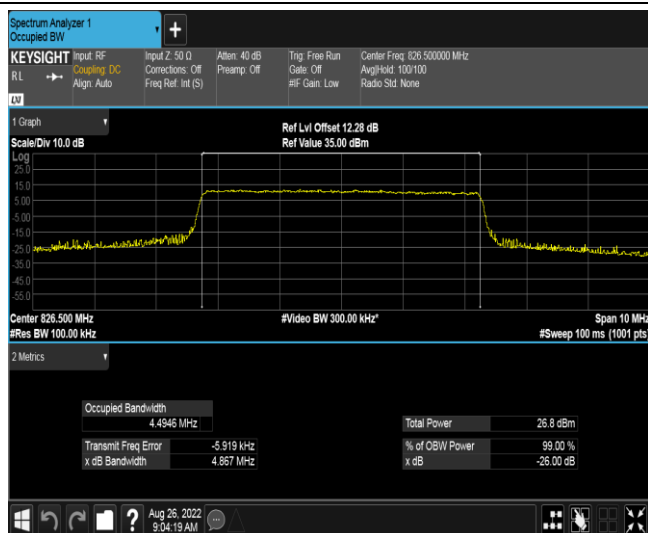 Spectrum Analyzer 1
Occupied BW
+
KEYSIGHT
RL
LXI
Input: RF
Coupling: DC
Align: Auto
Input Z: 50 Ω
Corrections: Off
Freq Ref: Int (S)
Atten: 40 dB
Preamp: Off
Trig: Free Run
Gate: Off
#IF Gain: Low
Center Freq: 826.500000 MHz
Avg|Hold: 100/100
Radio Std: None
1 Graph
Scale/Div 10.0 dB
Ref Lvl Offset 12.28 dB
Ref Value 35.00 dBm
Log
25.0
15.0
5.00
-5.00
-15.0
-25.0
-35.0
-45.0
-55.0
Center 826.500 MHz
#Video BW 300.00 kHz*
Span 10 MHz
#Res BW 100.00 kHz
#Sweep 100 ms (1001 pts)
2 Metrics
Occupied Bandwidth
4.4946 MHz
Total Power 26.8 dBm
Transmit Freq Error -5.919 kHz
% of OBW Power 99.00 %
x dB Bandwidth 4.867 MHz
x dB -26.00 dB
?
Aug 26, 2022
9:04:19 AM